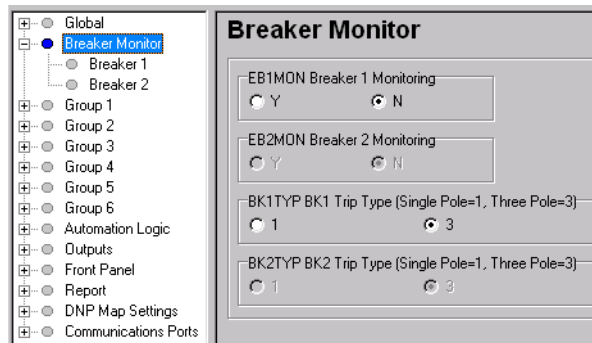 Global
Breaker Monitor
Breaker 1
Breaker 2
Group 1
Group 2
Group 3
Group 4
Group 5
Group 6
Automation Logic
Outputs
Front Panel
Report
DNP Map Settings
Communications Ports
Breaker Monitor
EB1MON Breaker 1 Monitoring
Y N
EB2MON Breaker 2 Monitoring
Y N
BK1TYP BK1 Trip Type (Single Pole=1, Three Pole=3)
1 3
BK2TYP BK2 Trip Type (Single Pole=1, Three Pole=3)
1 3